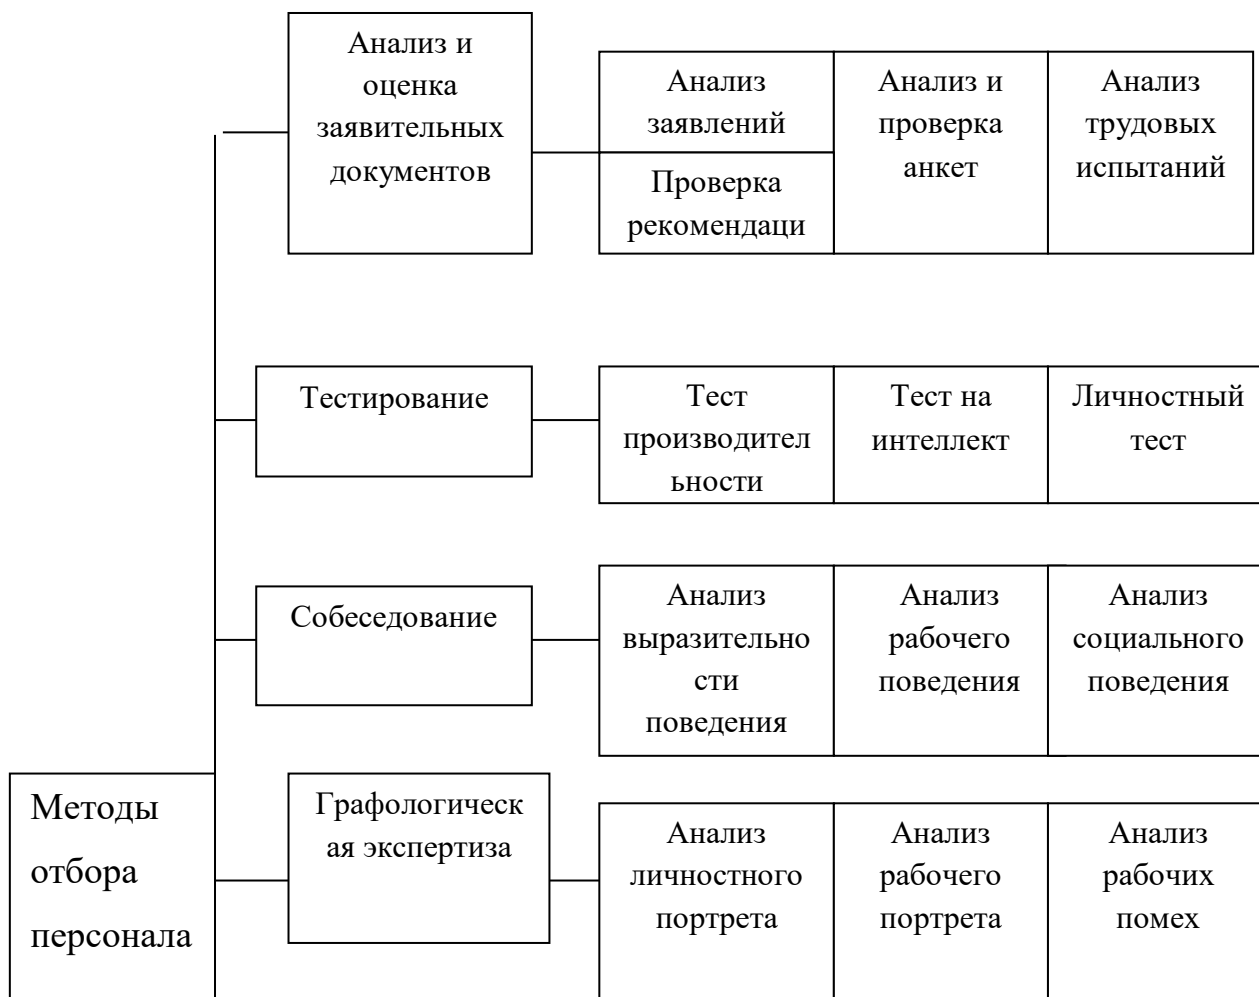 Анализ и
оценка
заявительных
документов
Анализ
заявлений
Проверка
рекомендаци
Анализ и
проверка
анкет
Анализ
трудовых
испытаний
Тестирование
Тест
производител
ьности
Тест на
интеллект
Личностный
тест
Собеседование
Анализ
выразительно
сти
поведения
Анализ
рабочего
поведения
Анализ
социального
поведения
Методы
отбора
персонала
Графологическ
ая экспертиза
Анализ
личностного
портрета
Анализ
рабочего
портрета
Анализ
рабочих
помех